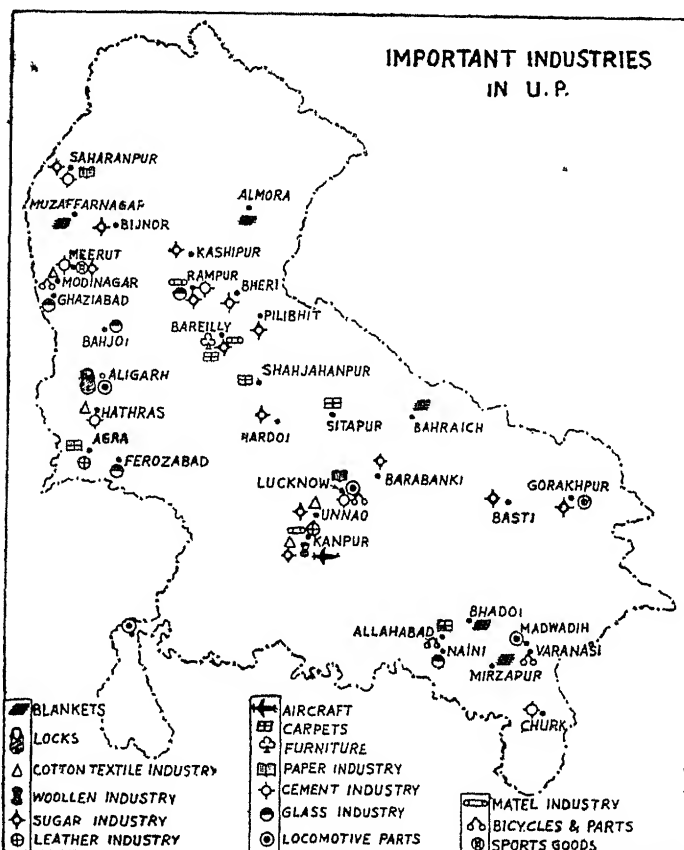 IMPORTANT INDUSTRIES
IN U.P.
SAHARANPUR
MUZAFFARNAGAR
ALMORA
BIJNOR
MEERUT
KASHIPUR
MODINAGAR
RAMPUR
BHERI
GHAZIABAD
PILIBHIT
BAREILLY
BAHJOI
SHAHJAHANPUR
ALIGARH
HATHRAS
HARDOI
SITAPUR
BAHRAICH
AGRA
FEROZABAD
BARABANKI
LUCKNOW
GORAKHPUR
UNNAO
BASTI
KANPUR
BHADOI
ALLAHABAD
MADWADIH
NAINI
VARANASI
MIRZAPUR
CHURK
BLANKETS
LOCKS
COTTON TEXTILE INDUSTRY
WOOLLEN INDUSTRY
SUGAR INDUSTRY
LEATHER INDUSTRY
AIRCRAFT
CARPETS
FURNITURE
PAPER INDUSTRY
CEMENT INDUSTRY
GLASS INDUSTRY
LOCOMOTIVE PARTS
MATEL INDUSTRY
BICYCLES & PARTS
SPORTS GOODS